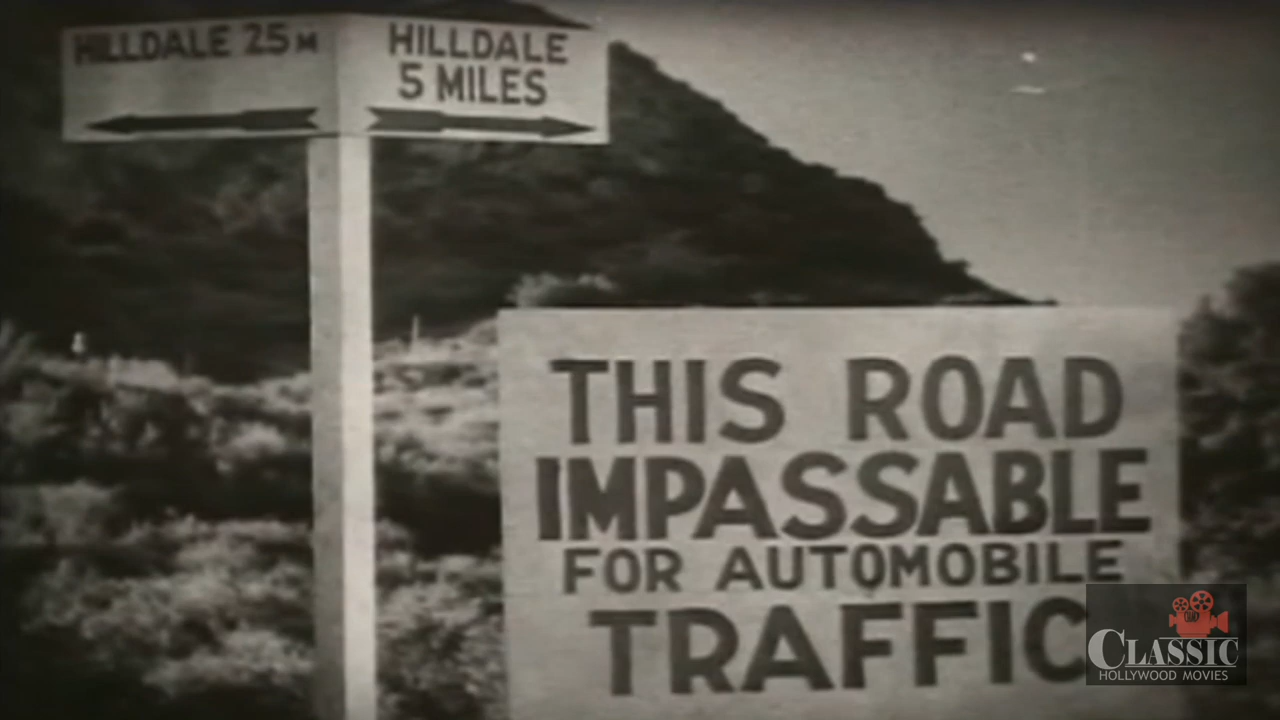 HILLDALE 25 M
HILLDALE
5 MILES
THIS ROAD
IMPASSABLE
FOR AUTOMOBILE
TRAFFIC
CLASSIC
HOLLYWOOD MOVIES